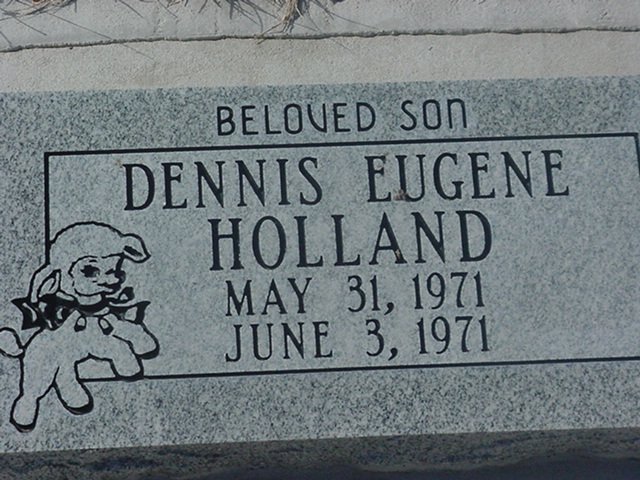 BELOVED SON
DENNIS EUGENE
HOLLAND
MAY 31, 1971
JUNE 3, 1971